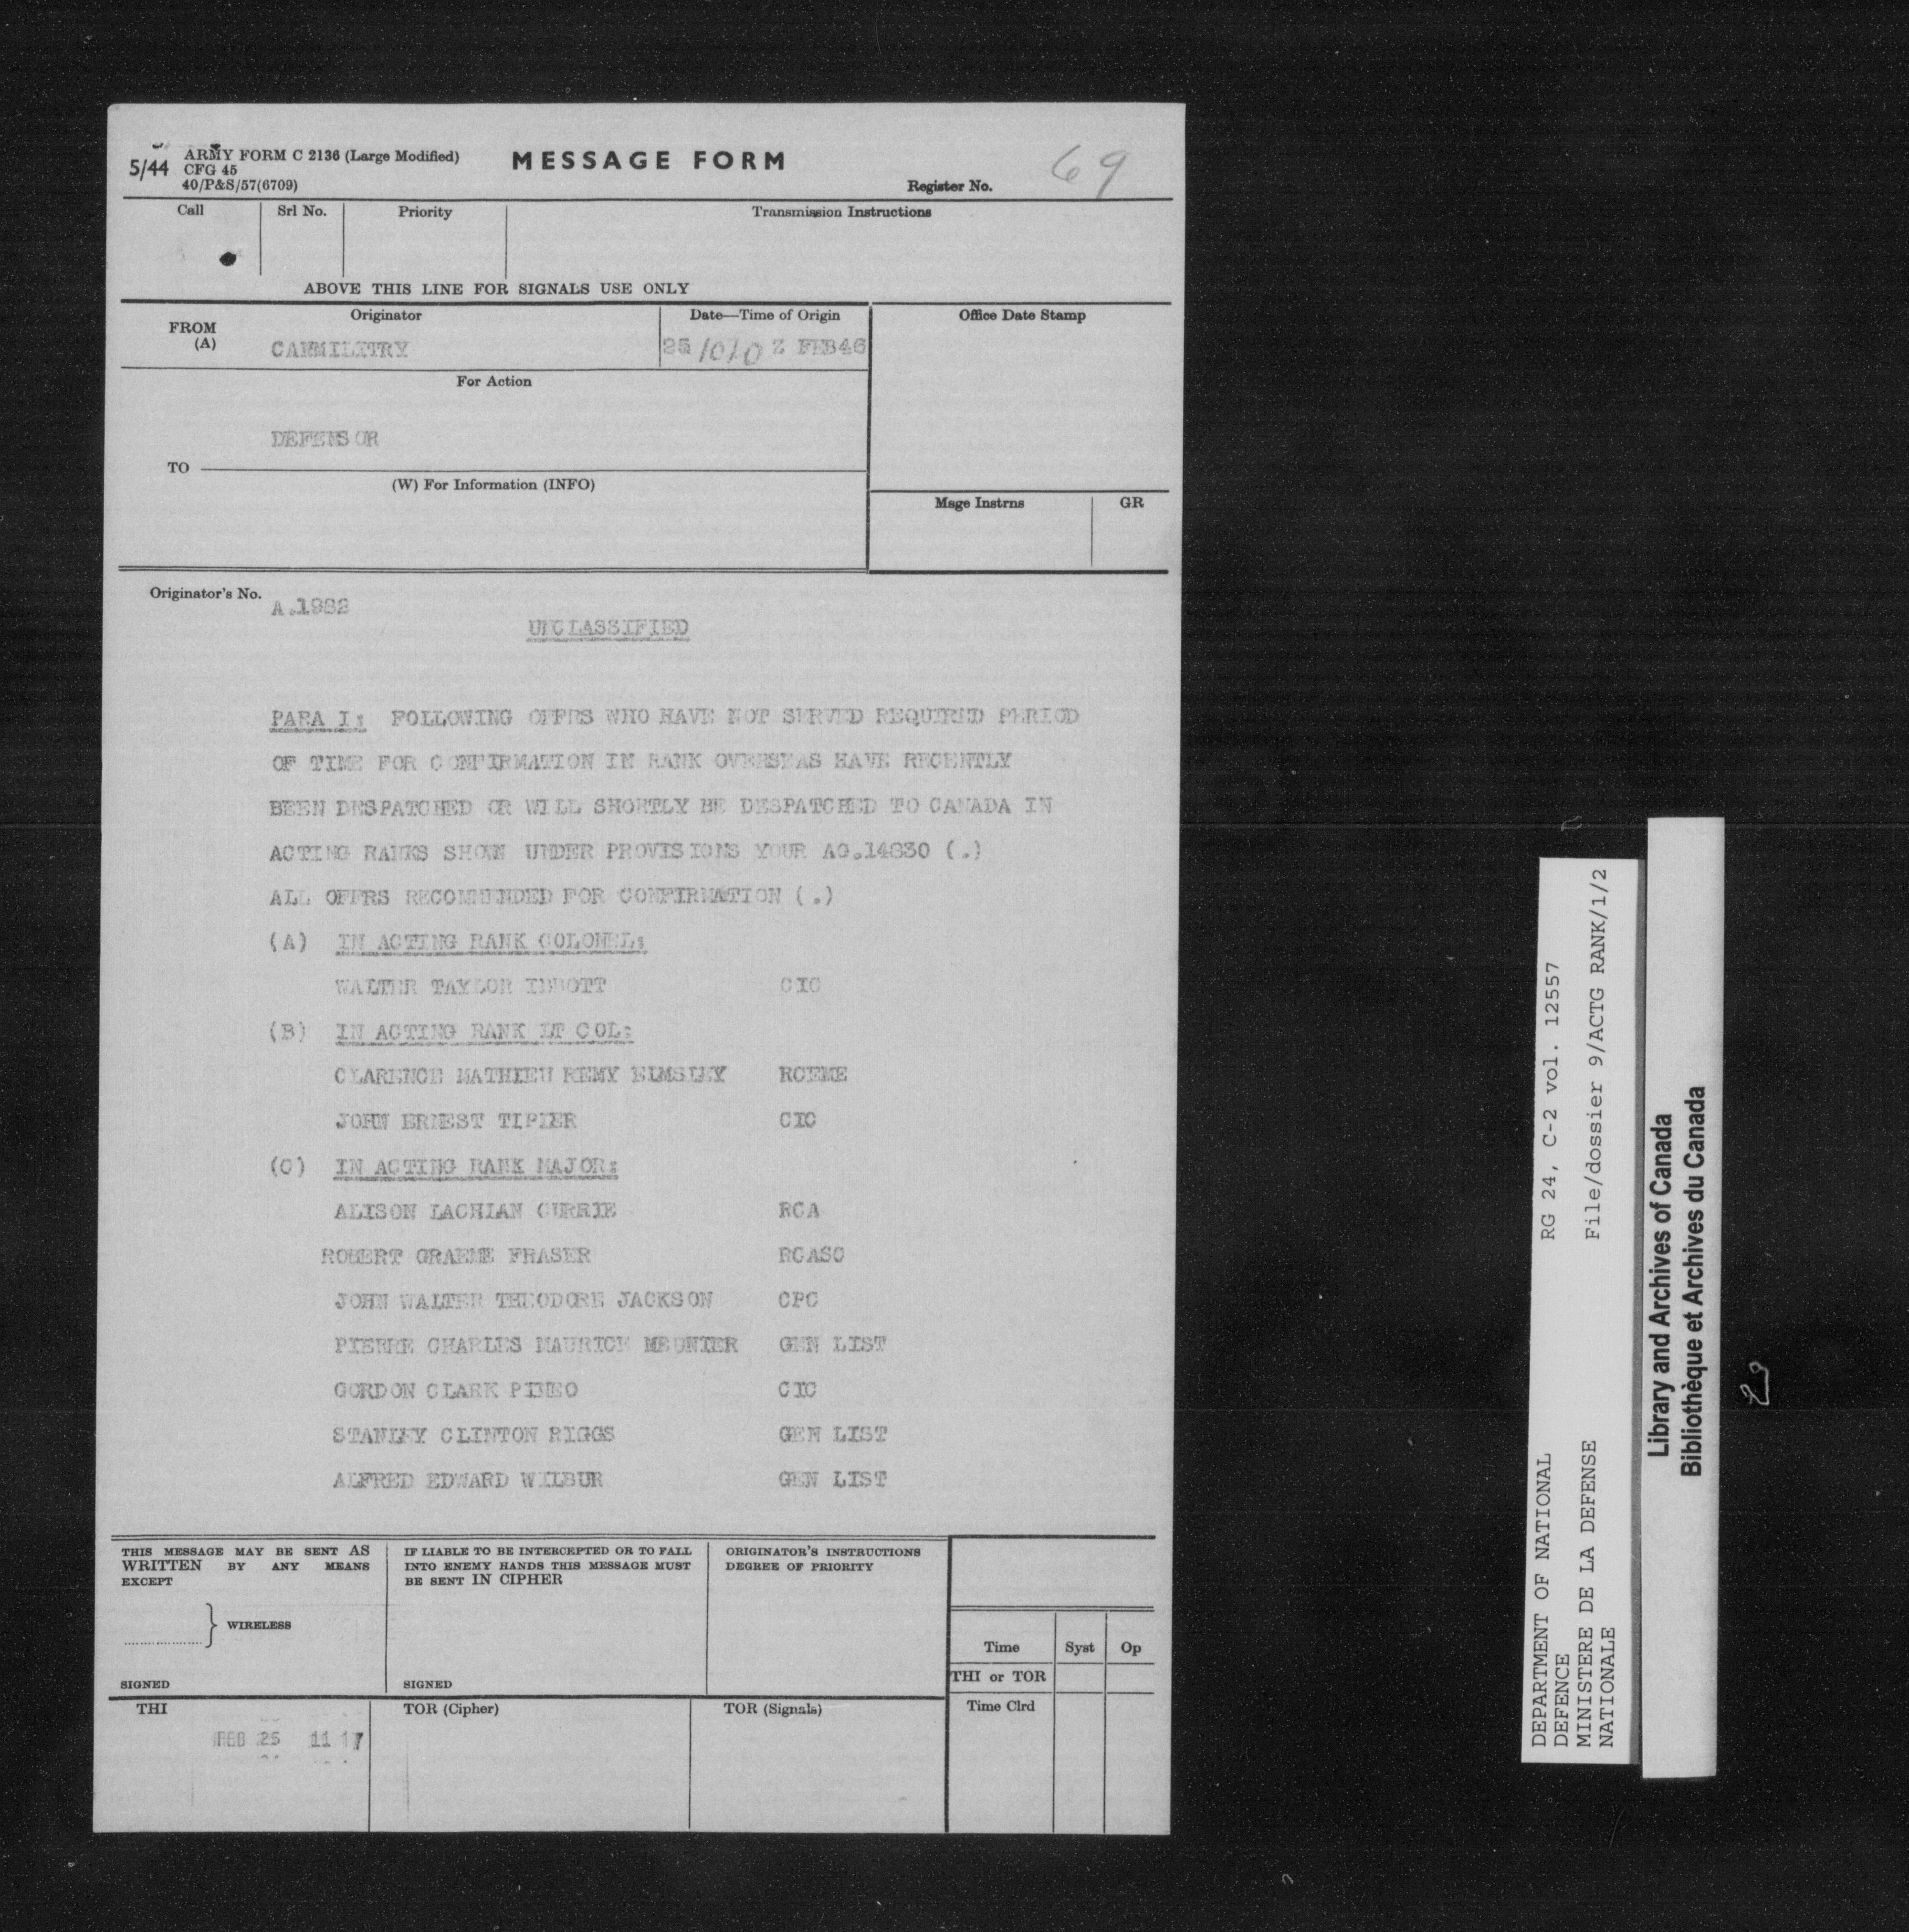 5/44 ARMY FORM C 2136 (Large Modified)
CFG 45
40/P&S/57(6709)
MESSAGE FORM
Register No. 69
Call Srl No. Priority Transmission Instructions
ABOVE THIS LINE FOR SIGNALS USE ONLY
FROM (A) Originator
CANMILITRY
Date—Time of Origin
25/1010 Z FEB46
Office Date Stamp
For Action
DEFENSOR
TO
(W) For Information (INFO)
Msge Instrns GR
Originator's No. A.1982
UNCLASSIFIED
PARA I: FOLLOWING OFFRS WHO HAVE NOT SERVED REQUIRED PERIOD
OF TIME FOR CONFIRMATION IN RANK OVERSEAS HAVE RECENTLY
BEEN DESPATCHED OR WILL SHORTLY BE DESPATCHED TO CANADA IN
ACTING RANKS SHOWN UNDER PROVISIONS YOUR AG.14830 (.)
ALL OFFRS RECOMMENDED FOR CONFIRMATION (.)
(A) IN ACTING RANK COLONEL:
WALTER TAYLOR IBBOTT CIC
(B) IN ACTING RANK LT COL:
CLARENCE MATHIEU REMY ELMSLEY RCEME
JOHN ERNEST TIPLER CIC
(C) IN ACTING RANK MAJOR:
ALISON LACHLAN CURRIE RCA
ROBERT GRAEME FRASER RCASC
JOHN WALTER THEODORE JACKSON CPC
PIERRE CHARLES MAURICE MEUNIER GEN LIST
GORDON CLARK PINEO CIC
STANLEY CLINTON RIGGS GEN LIST
ALFRED EDWARD WILBUR GEN LIST
THIS MESSAGE MAY BE SENT AS
WRITTEN BY ANY MEANS
EXCEPT
WIRELESS
SIGNED
IF LIABLE TO BE INTERCEPTED OR TO FALL
INTO ENEMY HANDS THIS MESSAGE MUST
BE SENT IN CIPHER
SIGNED
ORIGINATOR'S INSTRUCTIONS
DEGREE OF PRIORITY
Time Syst Op
THI or TOR
Time Clrd
THI
FEB 25 11 17
TOR (Cipher)
TOR (Signals)
DEPARTMENT OF NATIONAL RG 24, C-2 vol. 12557
DEFENCE
MINISTERE DE LA DEFENSE File/dossier 9/ACTG RANK/1/2
NATIONALE
Library and Archives of Canada
Bibliothèque et Archives du Canada